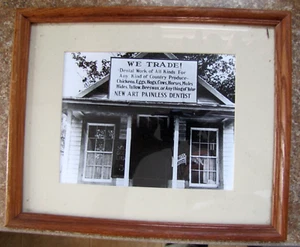 WE TRADE!
Dental Work of All Kinds For
Any Kind of Country Produce-
Chickens, Eggs, Hogs, Cows, Horses, Mules
Hides, Tallow, Beeswax, or Any thing of Value
NEW ART PAINLESS DENTIST